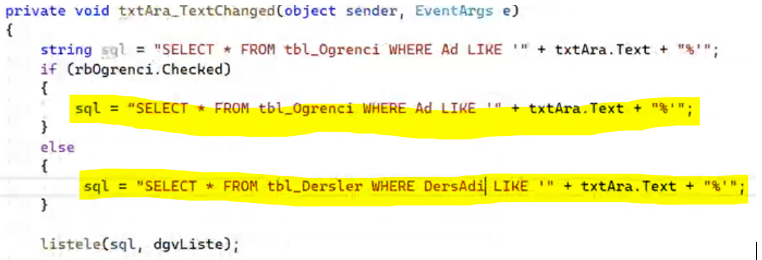 private void txtAra_TextChanged(object sender, EventArgs e)
{
string sql = "SELECT * FROM tbl_Ogrenci WHERE Ad LIKE '" + txtAra.Text + "%'";
if (rbOgrenci.Checked)
{
sql = "SELECT * FROM tbl_Ogrenci WHERE Ad LIKE '" + txtAra.Text + "%'";
}
else
{
sql = "SELECT * FROM tbl_Dersler WHERE DersAdi LIKE '" + txtAra.Text + "%'";
}
listele(sql, dgvListe);